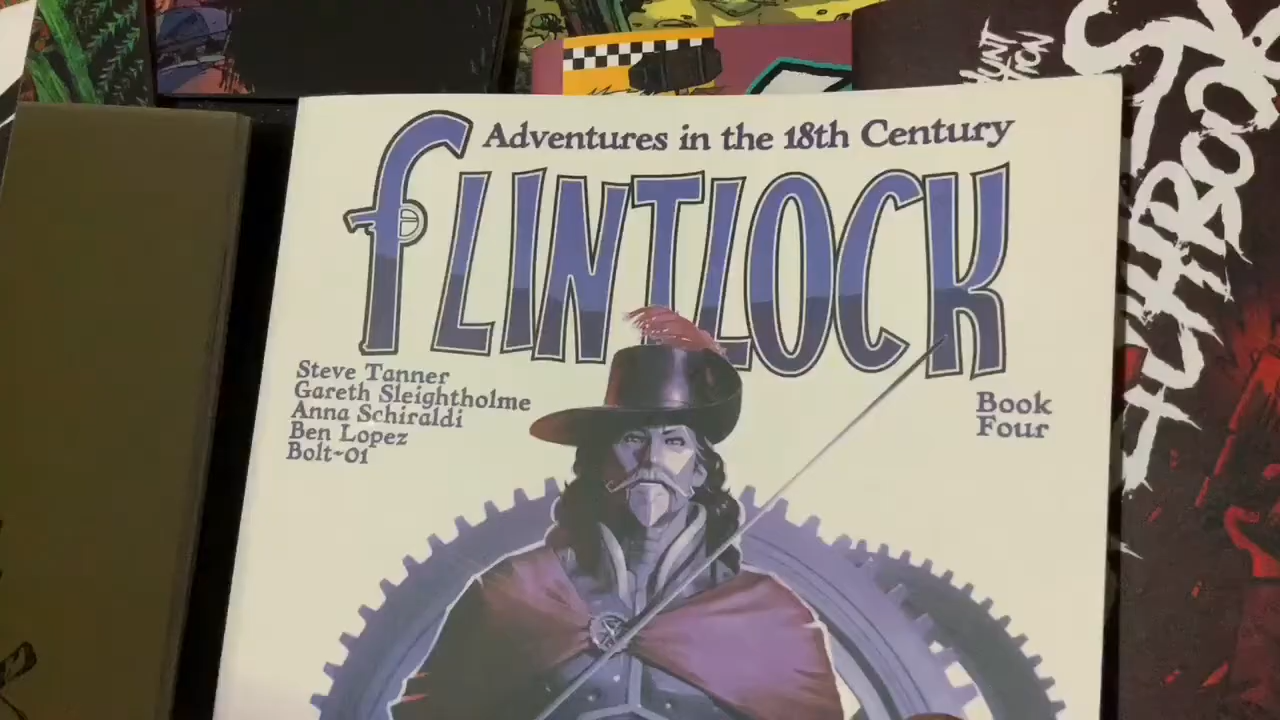 Adventures in the 18th Century
FLINTLOCK
Steve Tanner
Gareth Sleightholme
Anna Schiraldi
Ben Lopez
Bolt-01
Book
Four